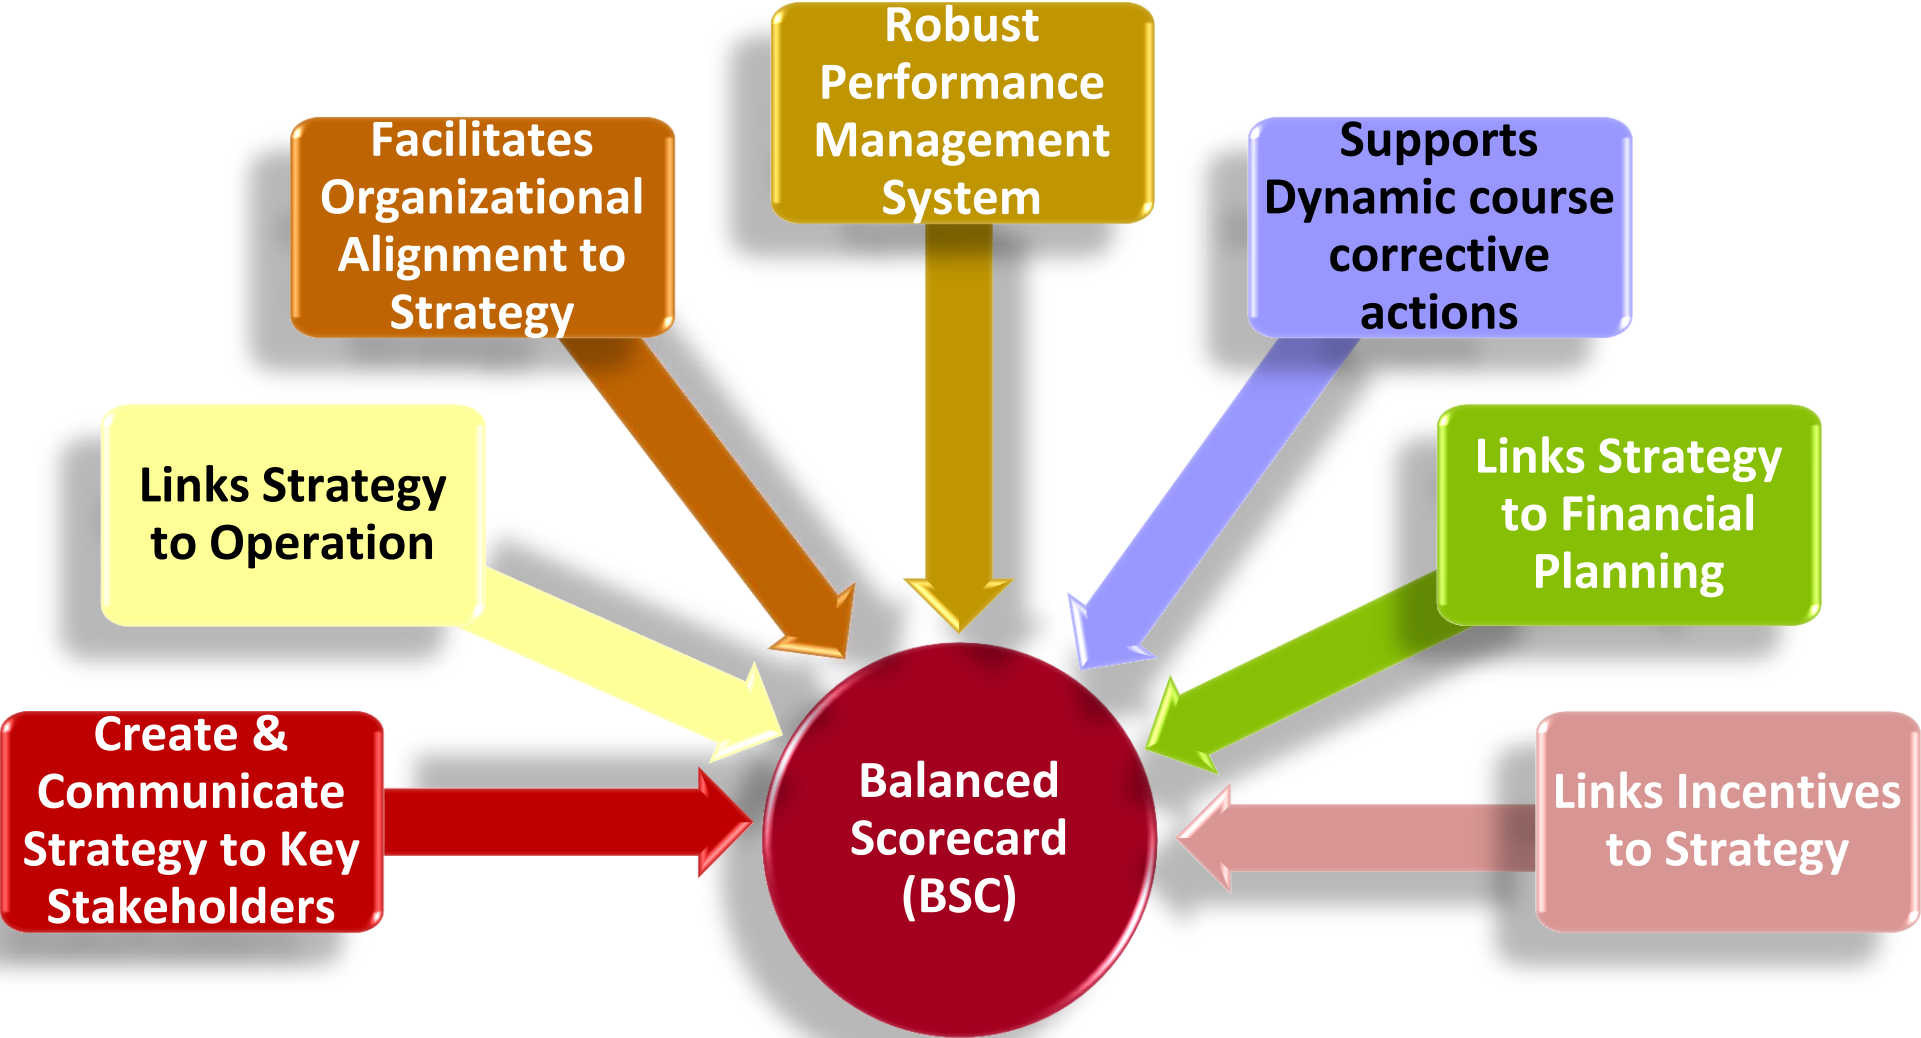 Robust
Performance
Management
System
Facilitates
Organizational
Alignment to
Strategy
Supports
Dynamic course
corrective
actions
Links Strategy
to Operation
Links Strategy
to Financial
Planning
Create &
Communicate
Strategy to Key
Stakeholders
Balanced
Scorecard
(BSC)
Links Incentives
to Strategy